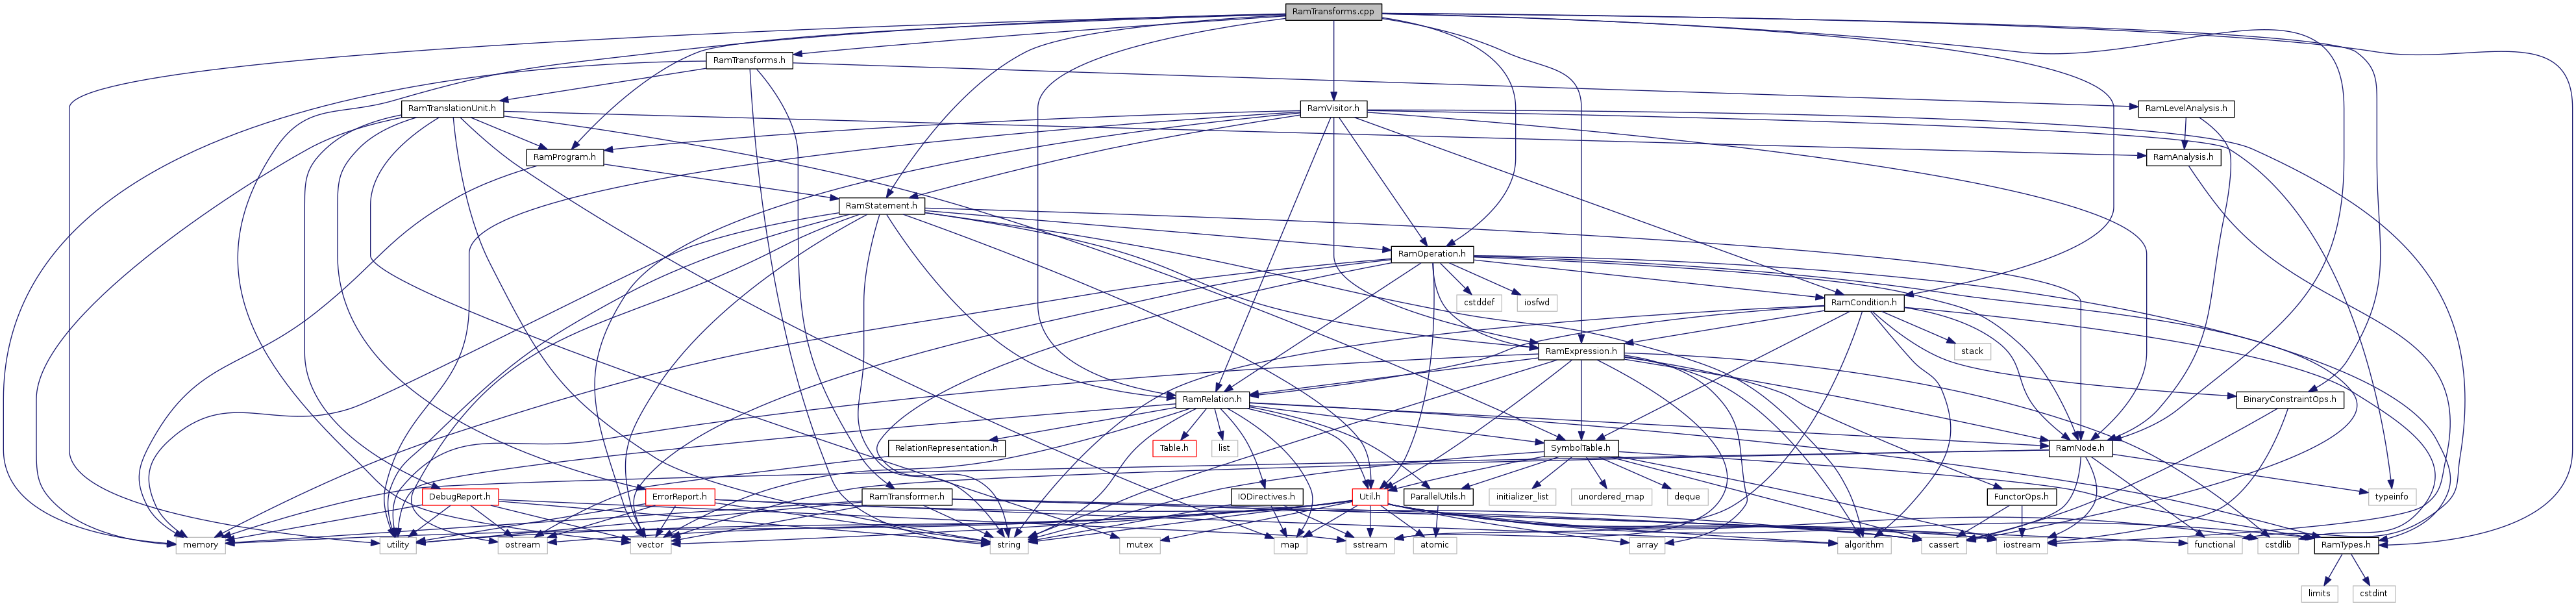 RamTransforms.cpp
RamTransforms.h
RamTranslationUnit.h
RamVisitor.h
RamLevelAnalysis.h
RamProgram.h
RamAnalysis.h
RamStatement.h
RamOperation.h
cstddef
iosfwd
RamCondition.h
RamExpression.h
stack
RamRelation.h
BinaryConstraintOps.h
RelationRepresentation.h
Table.h
list
SymbolTable.h
RamNode.h
DebugReport.h
ErrorReport.h
RamTransformer.h
IODirectives.h
Util.h
ParallelUtils.h
initializer_list
unordered_map
deque
FunctorOps.h
typeinfo
memory
utility
ostream
vector
string
mutex
map
sstream
atomic
array
algorithm
cassert
iostream
functional
cstdlib
RamTypes.h
limits
cstdint